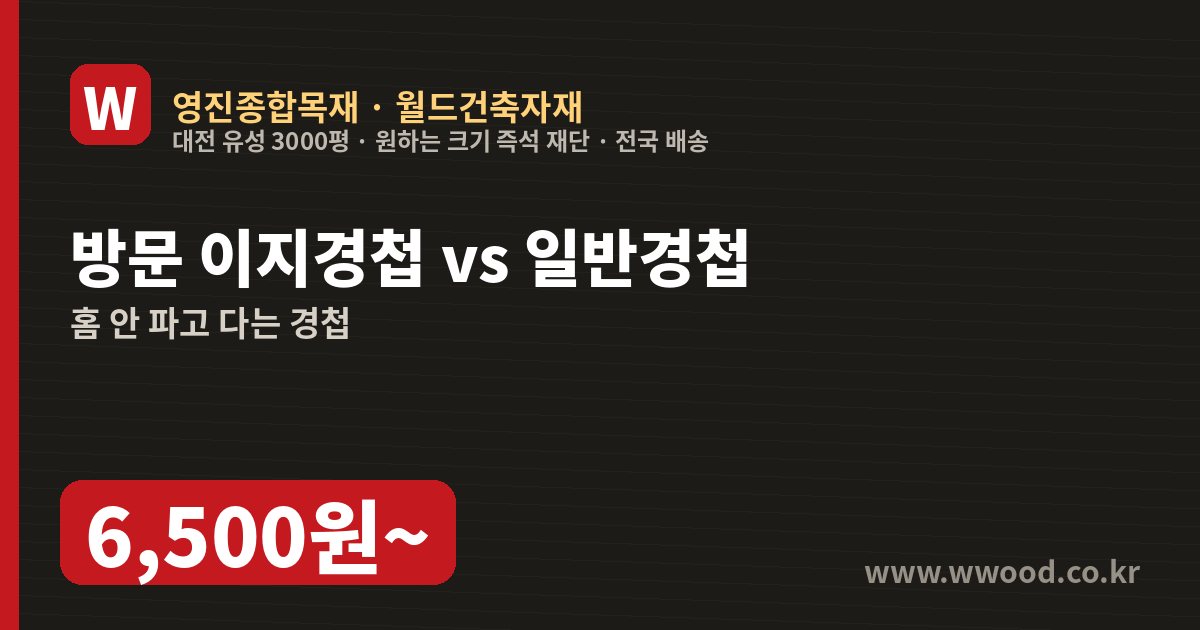 W
영진종합목재 · 월드건축자재
대전 유성 3000평 · 원하는 크기 즉석 재단 · 전국 배송
방문 이지경첩 vs 일반경첩
홈 안 파고 다는 경첩
6,500원~
www.wwood.co.kr